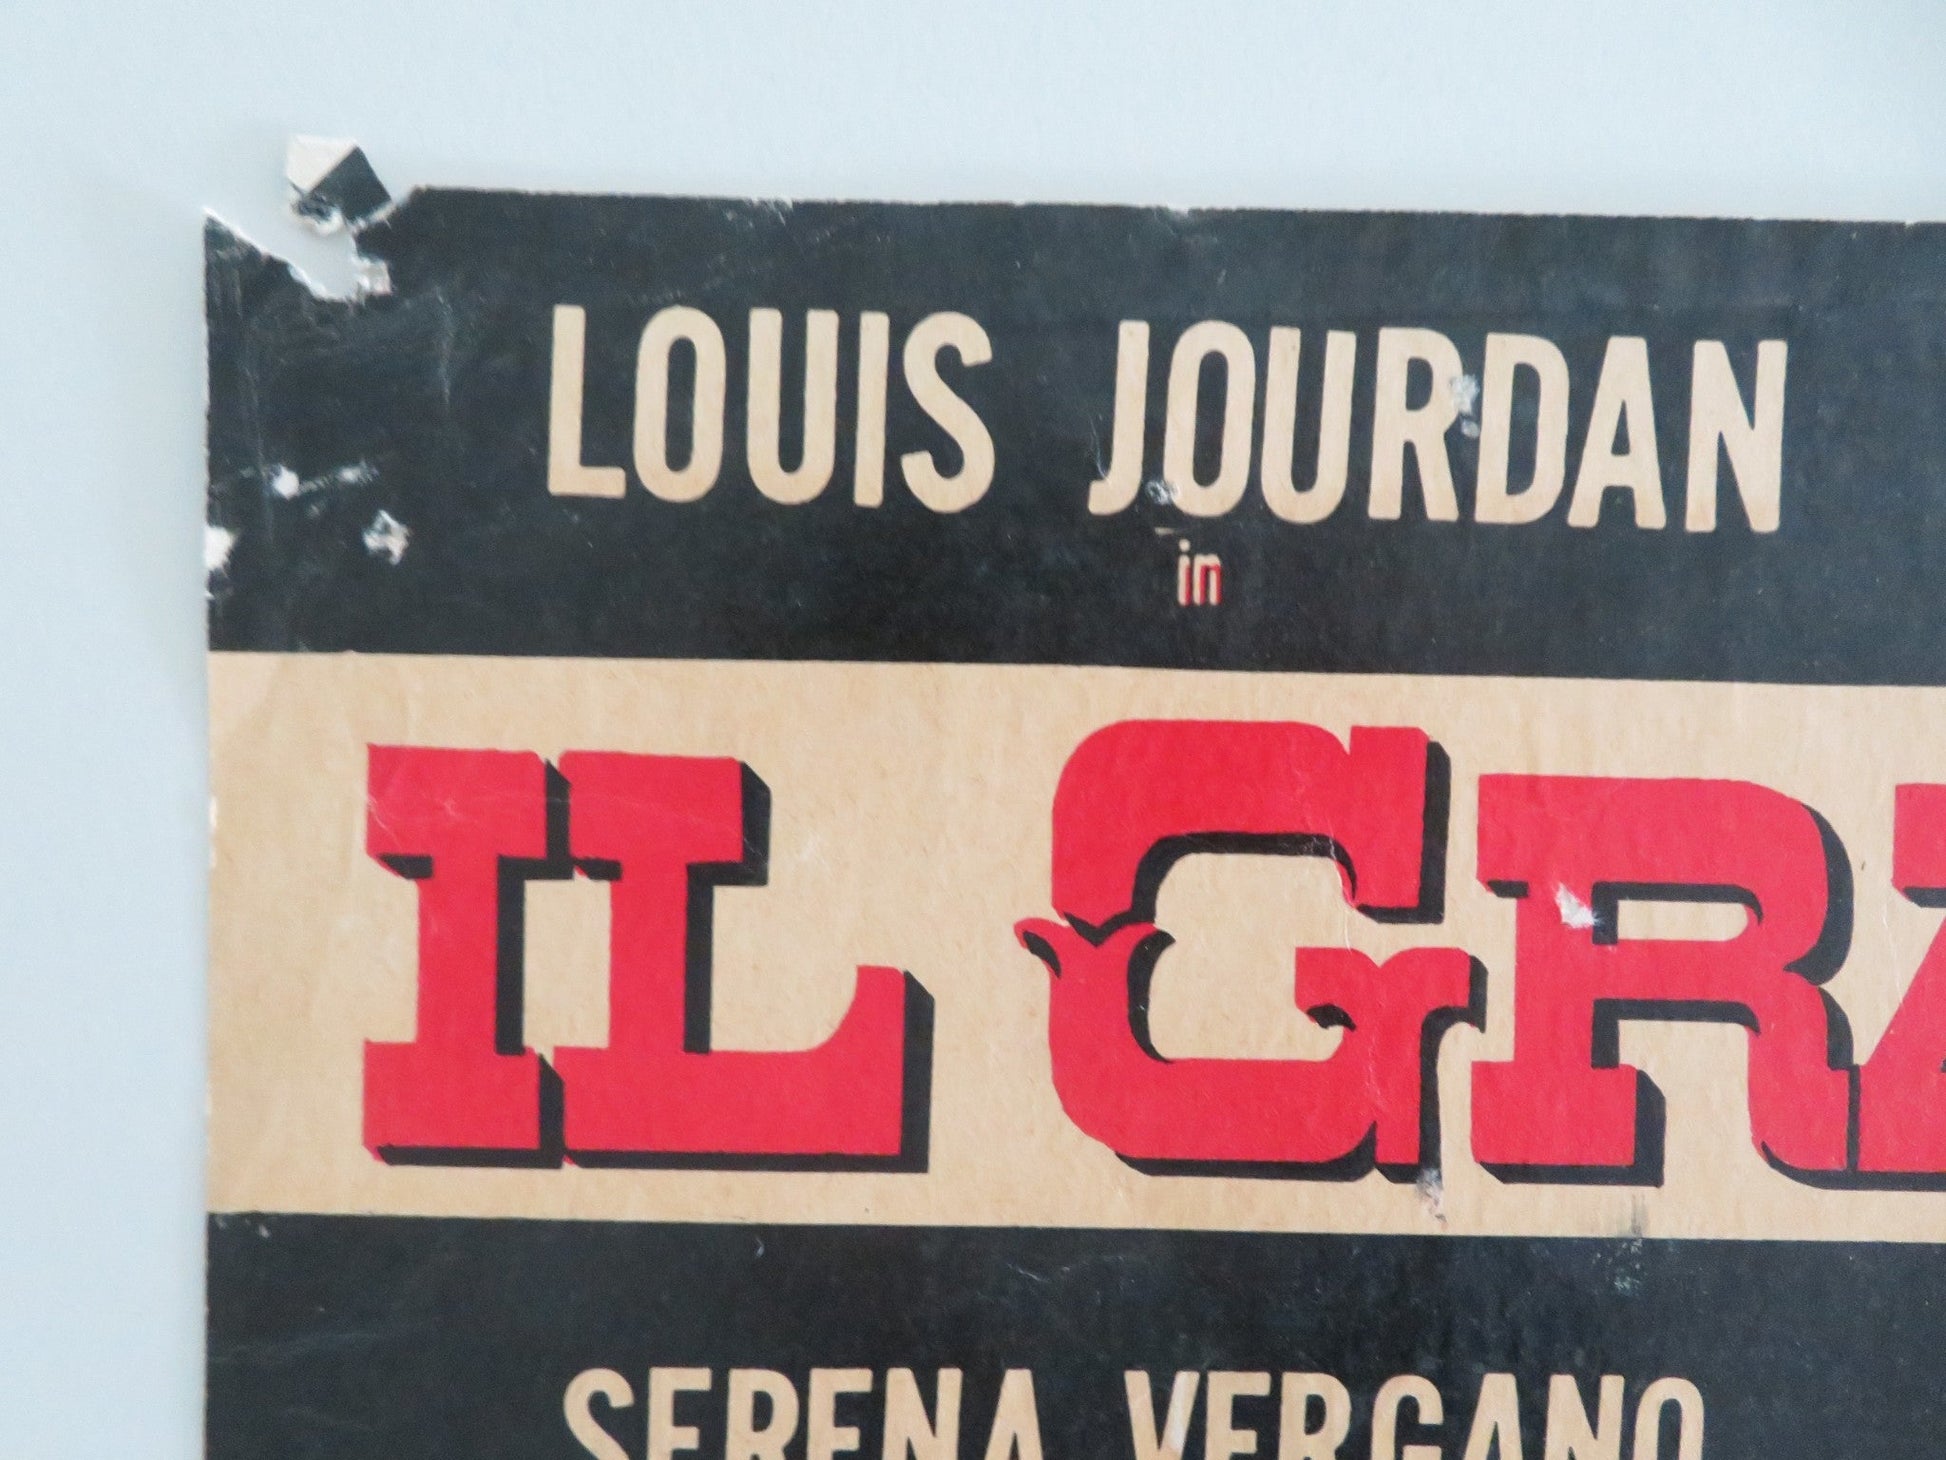 LOUIS JOURDAN
in
IL GRA
SERENA VERGANO